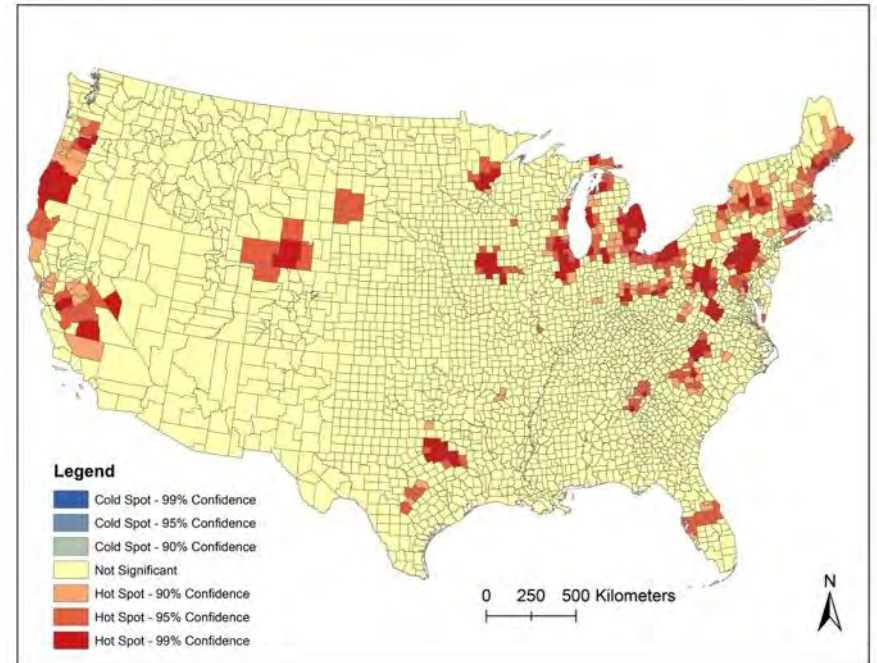 Legend
Cold Spot - 99% Confidence
Cold Spot - 95% Confidence
Cold Spot - 90% Confidence
Not Significant
Hot Spot - 90% Confidence
Hot Spot - 95% Confidence
Hot Spot - 99% Confidence
0 250 500 Kilometers
N